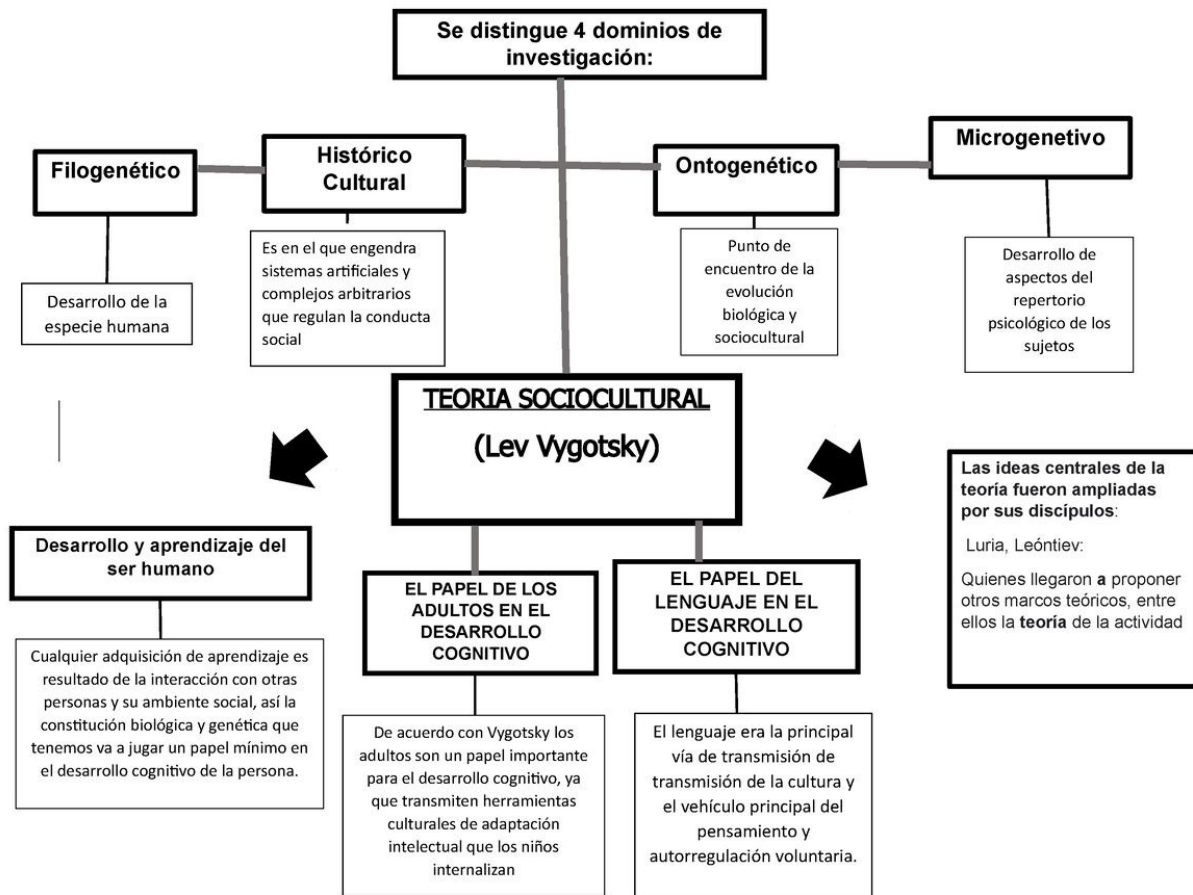 Se distingue 4 dominios de
investigación:
Filogenético
Histórico
Cultural
Ontogenético
Microgenetivo
Desarrollo de la
especie humana
Es en el que engendra
sistemas artificiales y
complejos arbitrarios
que regulan la conducta
social
Punto de
encuentro de la
evolución
biológica y
sociocultural
Desarrollo de
aspectos del
repertorio
psicológico de los
sujetos
TEORIA SOCIOCULTURAL
(Lev Vygotsky)
Las ideas centrales de la
teoría fueron ampliadas
por sus discípulos:
Luria, Leóntiev:
Quienes llegaron a proponer
otros marcos teóricos, entre
ellos la teoría de la actividad
Desarrollo y aprendizaje del
ser humano
Cualquier adquisición de aprendizaje es
resultado de la interacción con otras
personas y su ambiente social, así la
constitución biológica y genética que
tenemos va a jugar un papel mínimo en
el desarrollo cognitivo de la persona.
EL PAPEL DE LOS
ADULTOS EN EL
DESARROLLO
COGNITIVO
De acuerdo con Vygotsky los
adultos son un papel importante
para el desarrollo cognitivo, ya
que transmiten herramientas
culturales de adaptación
intelectual que los niños
internalizan
EL PAPEL DEL
LENGUAJE EN EL
DESARROLLO
COGNITIVO
El lenguaje era la principal
vía de transmisión de
transmisión de la cultura y
el vehículo principal del
pensamiento y
autorregulación voluntaria.